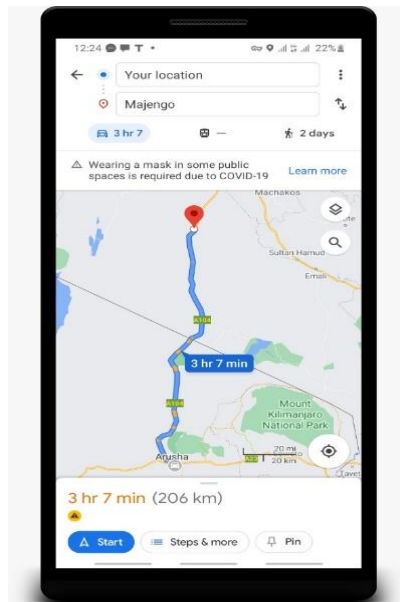 12:24 T • 22%
Your location
Majengo
3 hr 7 — 2 days
Wearing a mask in some public
spaces is required due to COVID-19
Learn more
Machakos
Sultan Hamud
Emali
A104
3 hr 7 min
A104
Mount
Kilimanjaro
National Park
Arusha
A23
20 mi
20 km
Tavet
3 hr 7 min (206 km)
Start Steps & more Pin